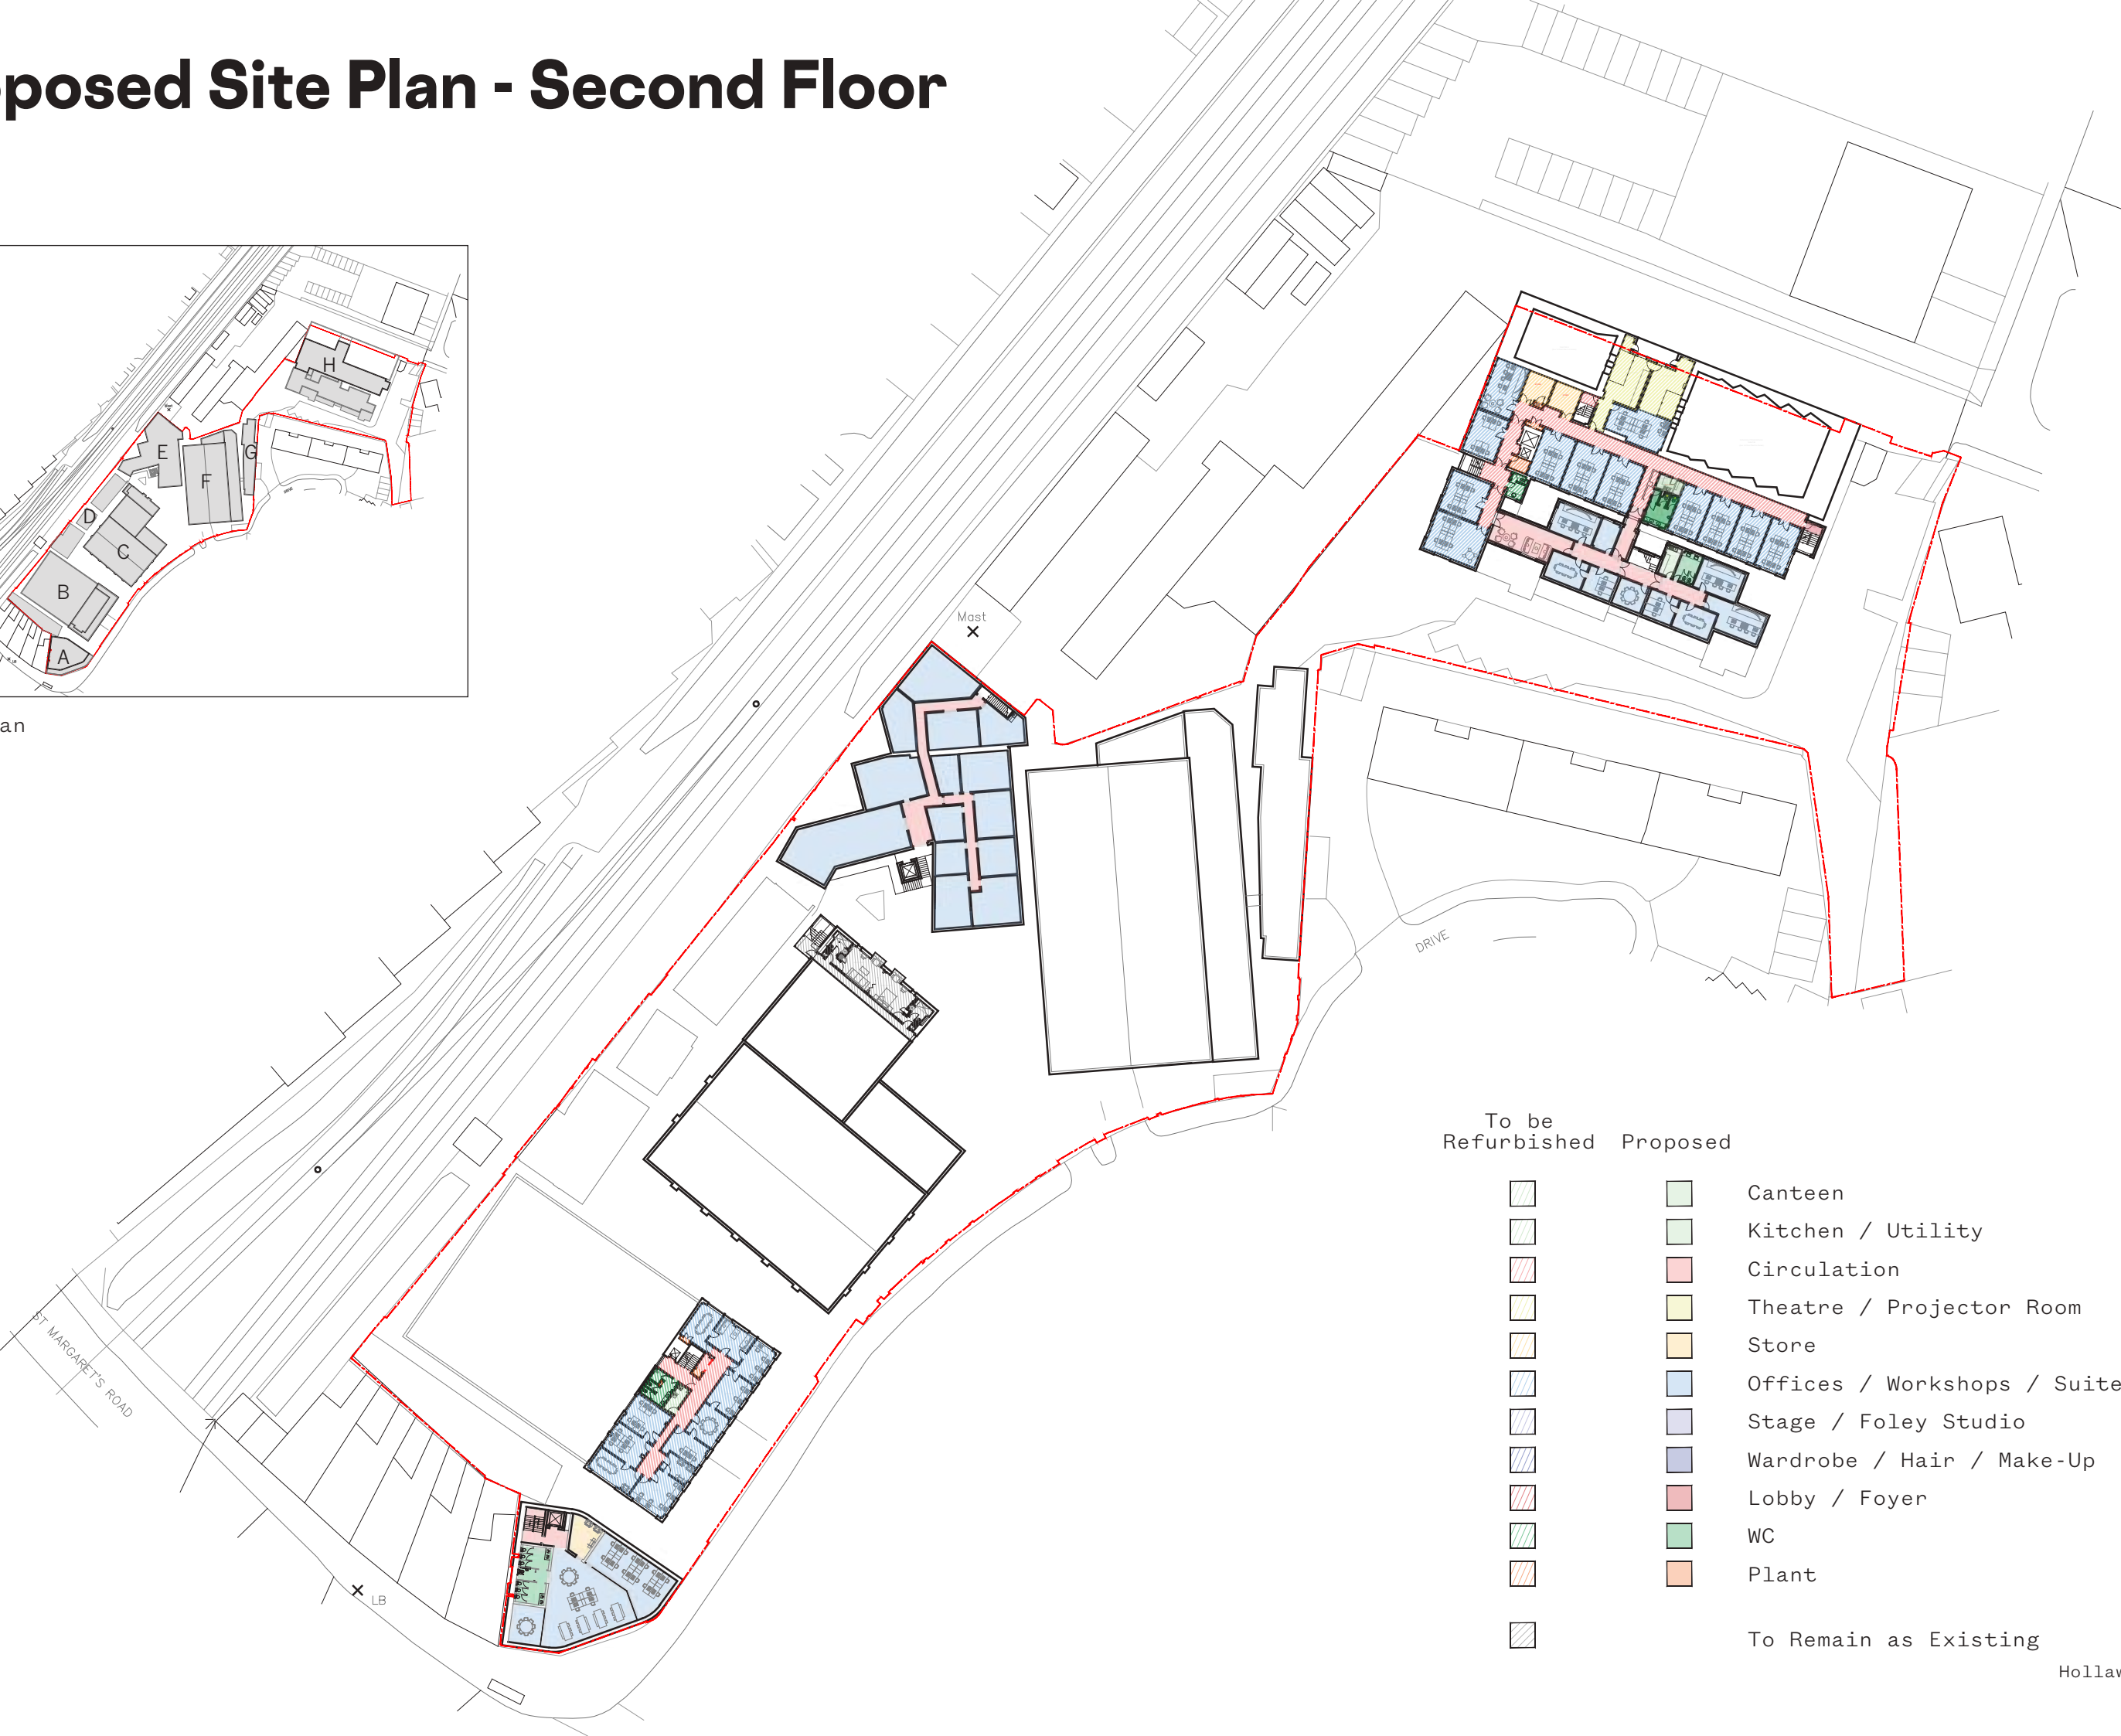 posed Site Plan - Second Floor
H
E
G
F
D
C
B
A
an
Mast
DRIVE
ST MARGARET'S ROAD
LB
To be
Refurbished Proposed
Canteen
Kitchen / Utility
Circulation
Theatre / Projector Room
Store
Offices / Workshops / Suite
Stage / Foley Studio
Wardrobe / Hair / Make-Up
Lobby / Foyer
WC
Plant
To Remain as Existing
Hollaw